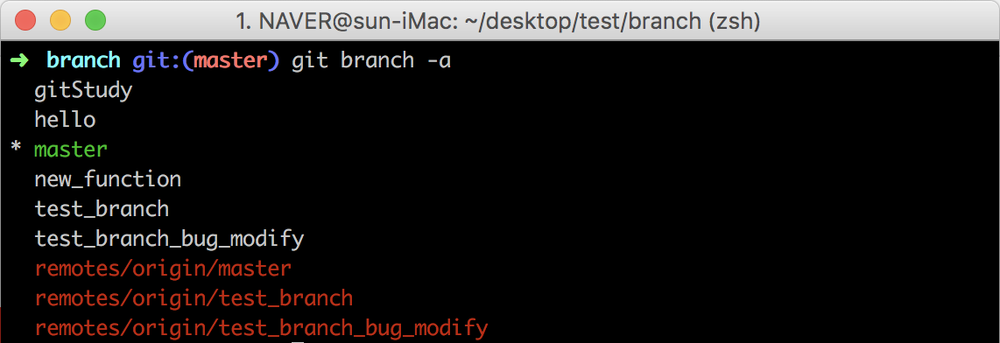 1. NAVER@sun-iMac: ~/desktop/test/branch (zsh)
➜ branch git:(master) git branch -a
gitStudy
hello
* master
new_function
test_branch
test_branch_bug_modify
remotes/origin/master
remotes/origin/test_branch
remotes/origin/test_branch_bug_modify